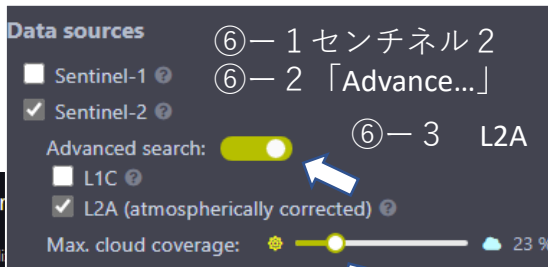 Data sources
⑥－１センチネル２
Sentinel-1
⑥－２「Advance...」
Sentinel-2
⑥－３ L2A
Advanced search:
L1C
L2A (atmospherically corrected)
Max. cloud coverage: 23 %